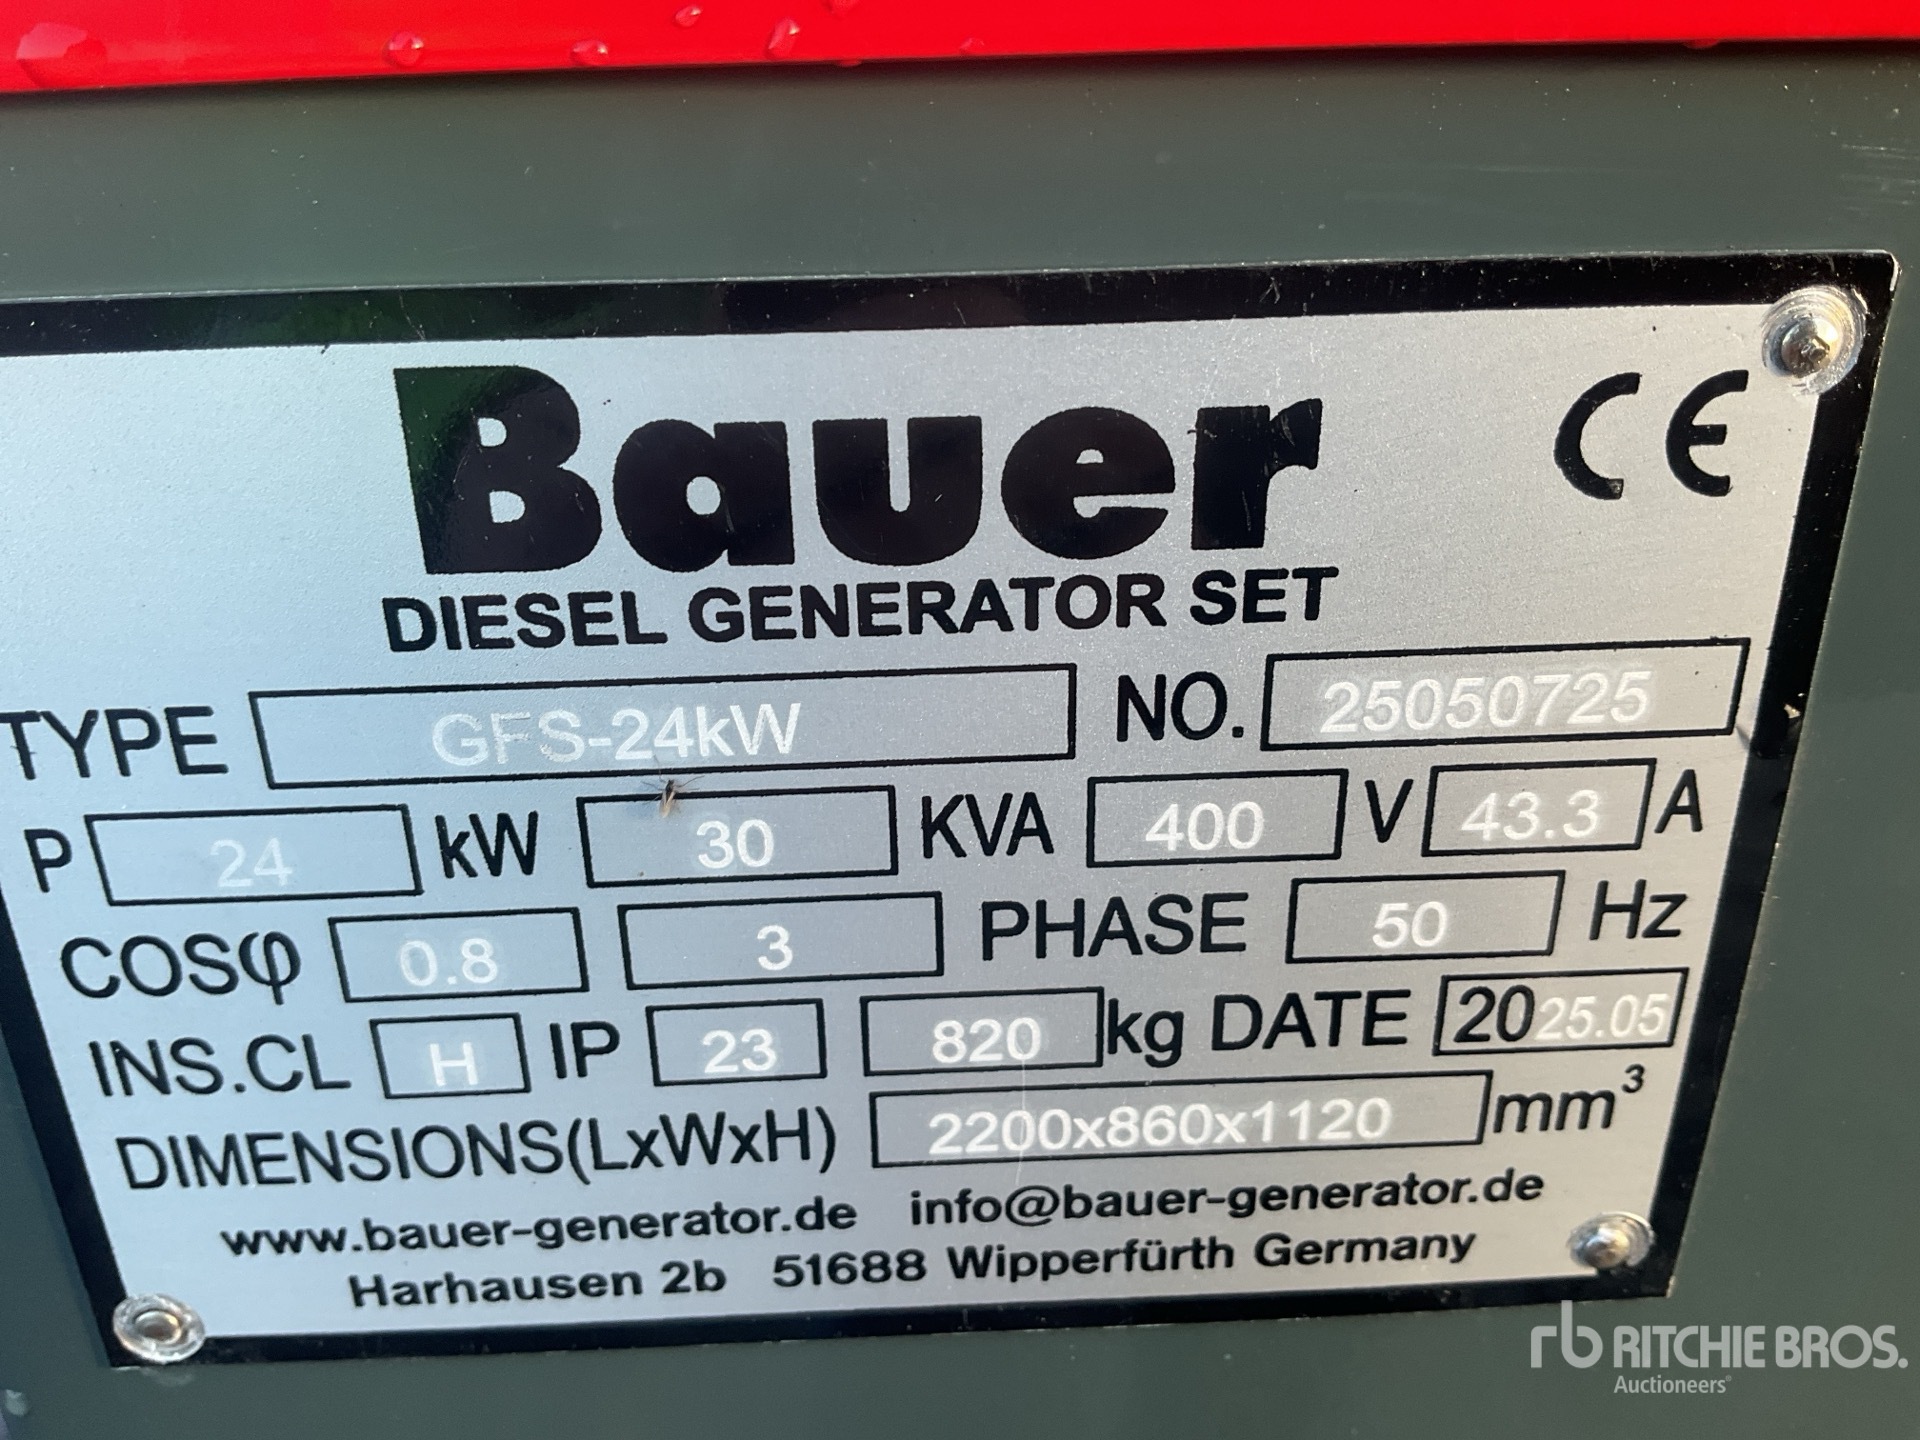 CE
Bauer
DIESEL GENERATOR SET
TYPE GFS-24kW NO. 25050725
P 24 kW 30 KVA 400 V 43.3 A
COSφ 0.8 3 PHASE 50 Hz
INS.CL H IP 23 820 kg DATE 2025.05
DIMENSIONS(LxWxH) 2200x860x1120 mm³
www.bauer-generator.de info@bauer-generator.de
Harhausen 2b 51688 Wipperfürth Germany
rb RITCHIE BROS.
Auctioneers